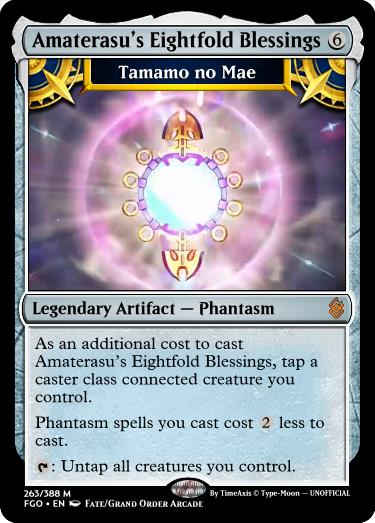 Amaterasu's Eightfold Blessings 6
Tamamo no Mae
Legendary Artifact — Phantasm
As an additional cost to cast
Amaterasu's Eightfold Blessings, tap a
caster class connected creature you
control.
Phantasm spells you cast cost 2 less to
cast.
: Untap all creatures you control.
263/388 M
FGO • EN Fate/Grand Order Arcade
By TimeAxis © Type-Moon — UNOFFICIAL